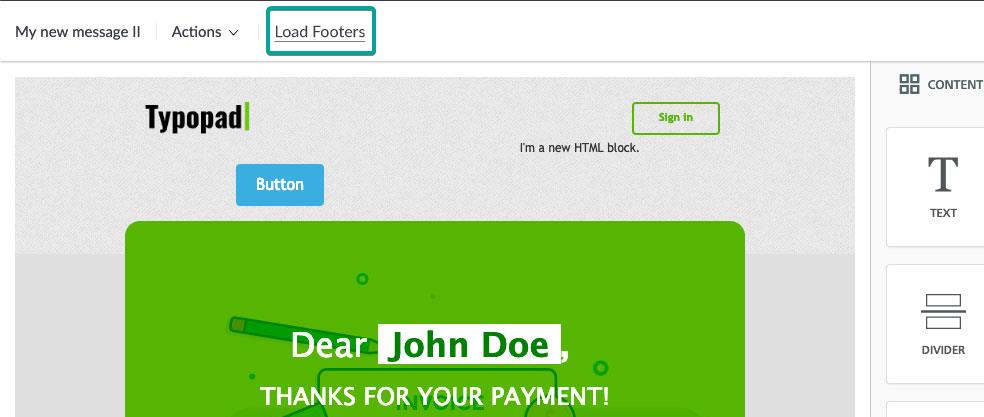 My new message II
Actions
Load Footers
CONTENT
Typopad
Sign in
I'm a new HTML block.
Button
TEXT
Dear John Doe ,
THANKS FOR YOUR PAYMENT!
INVOICE
DIVIDER